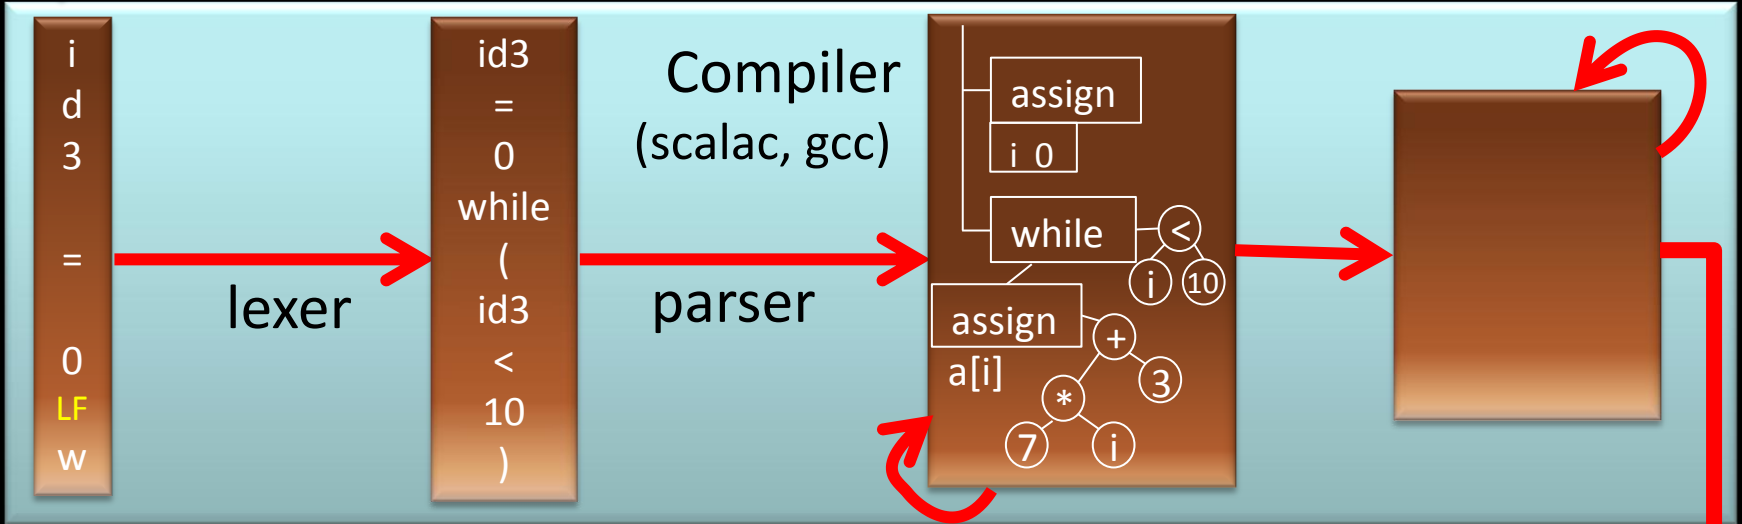 i
d
3
=
0
LF
w
lexer
id3
=
0
while
(
id3
<
10
)
Compiler
(scalac, gcc)
parser
assign
i 0
while
<
i
10
assign
a[i]
+
3
*
7
i